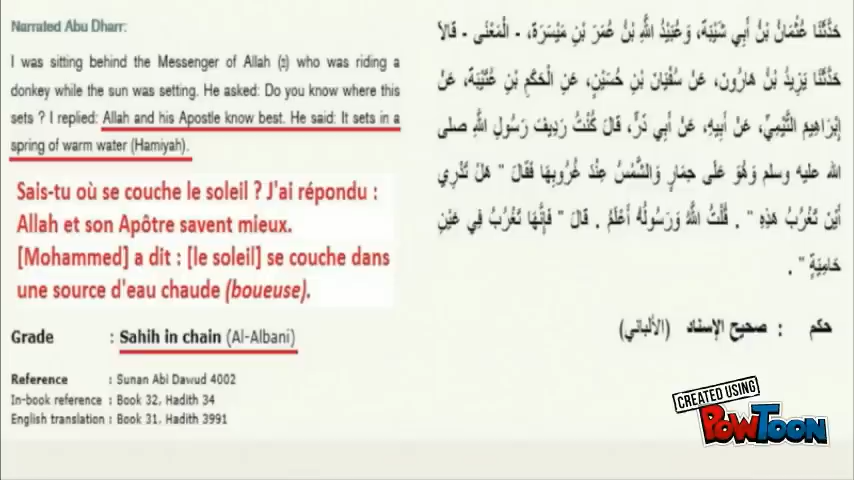 Narrated Abu Dharr:
I was sitting behind the Messenger of Allah (ﷺ) who was riding a
donkey while the sun was setting. He asked: Do you know where this
sets ? I replied: Allah and his Apostle know best. He said: It sets in a
spring of warm water (Hamiyah).
Sais-tu où se couche le soleil ? J'ai répondu :
Allah et son Apôtre savent mieux.
[Mohammed] a dit : [le soleil] se couche dans
une source d'eau chaude (boueuse).
Grade : Sahih in chain (Al-Albani)
Reference : Sunan Abi Dawud 4002
In-book reference : Book 32, Hadith 34
English translation : Book 31, Hadith 3991
حَدَّثَنَا عُثْمَانُ بْنُ أَبِي شَيْبَةَ، وَعُبَيْدُ اللَّهِ بْنُ عُمَرَ بْنِ مَيْسَرَةَ، - الْمَعْنَى - قَالاَ
حَدَّثَنَا يَزِيدُ بْنُ هَارُونَ، عَنْ سُفْيَانَ بْنِ حُسَيْنٍ، عَنِ الْحَكَمِ بْنِ عُتَيْبَةَ، عَنْ
إِبْرَاهِيمَ التَّيْمِيِّ، عَنْ أَبِيهِ، عَنْ أَبِي ذَرٍّ، قَالَ كُنْتُ رَدِيفَ رَسُولِ اللَّهِ صلى
الله عليه وسلم وَهُوَ عَلَى حِمَارٍ وَالشَّمْسُ عِنْدَ غُرُوبِهَا فَقَالَ " هَلْ تَدْرِي
أَيْنَ تَغْرُبُ هَذِهِ " . قُلْتُ اللَّهُ وَرَسُولُهُ أَعْلَمُ . قَالَ " فَإِنَّهَا تَغْرُبُ فِي عَيْنِ
حَامِيَةٍ " .
حكم : صحيح الإسناد (الألباني)
CREATED USING
POWTOON